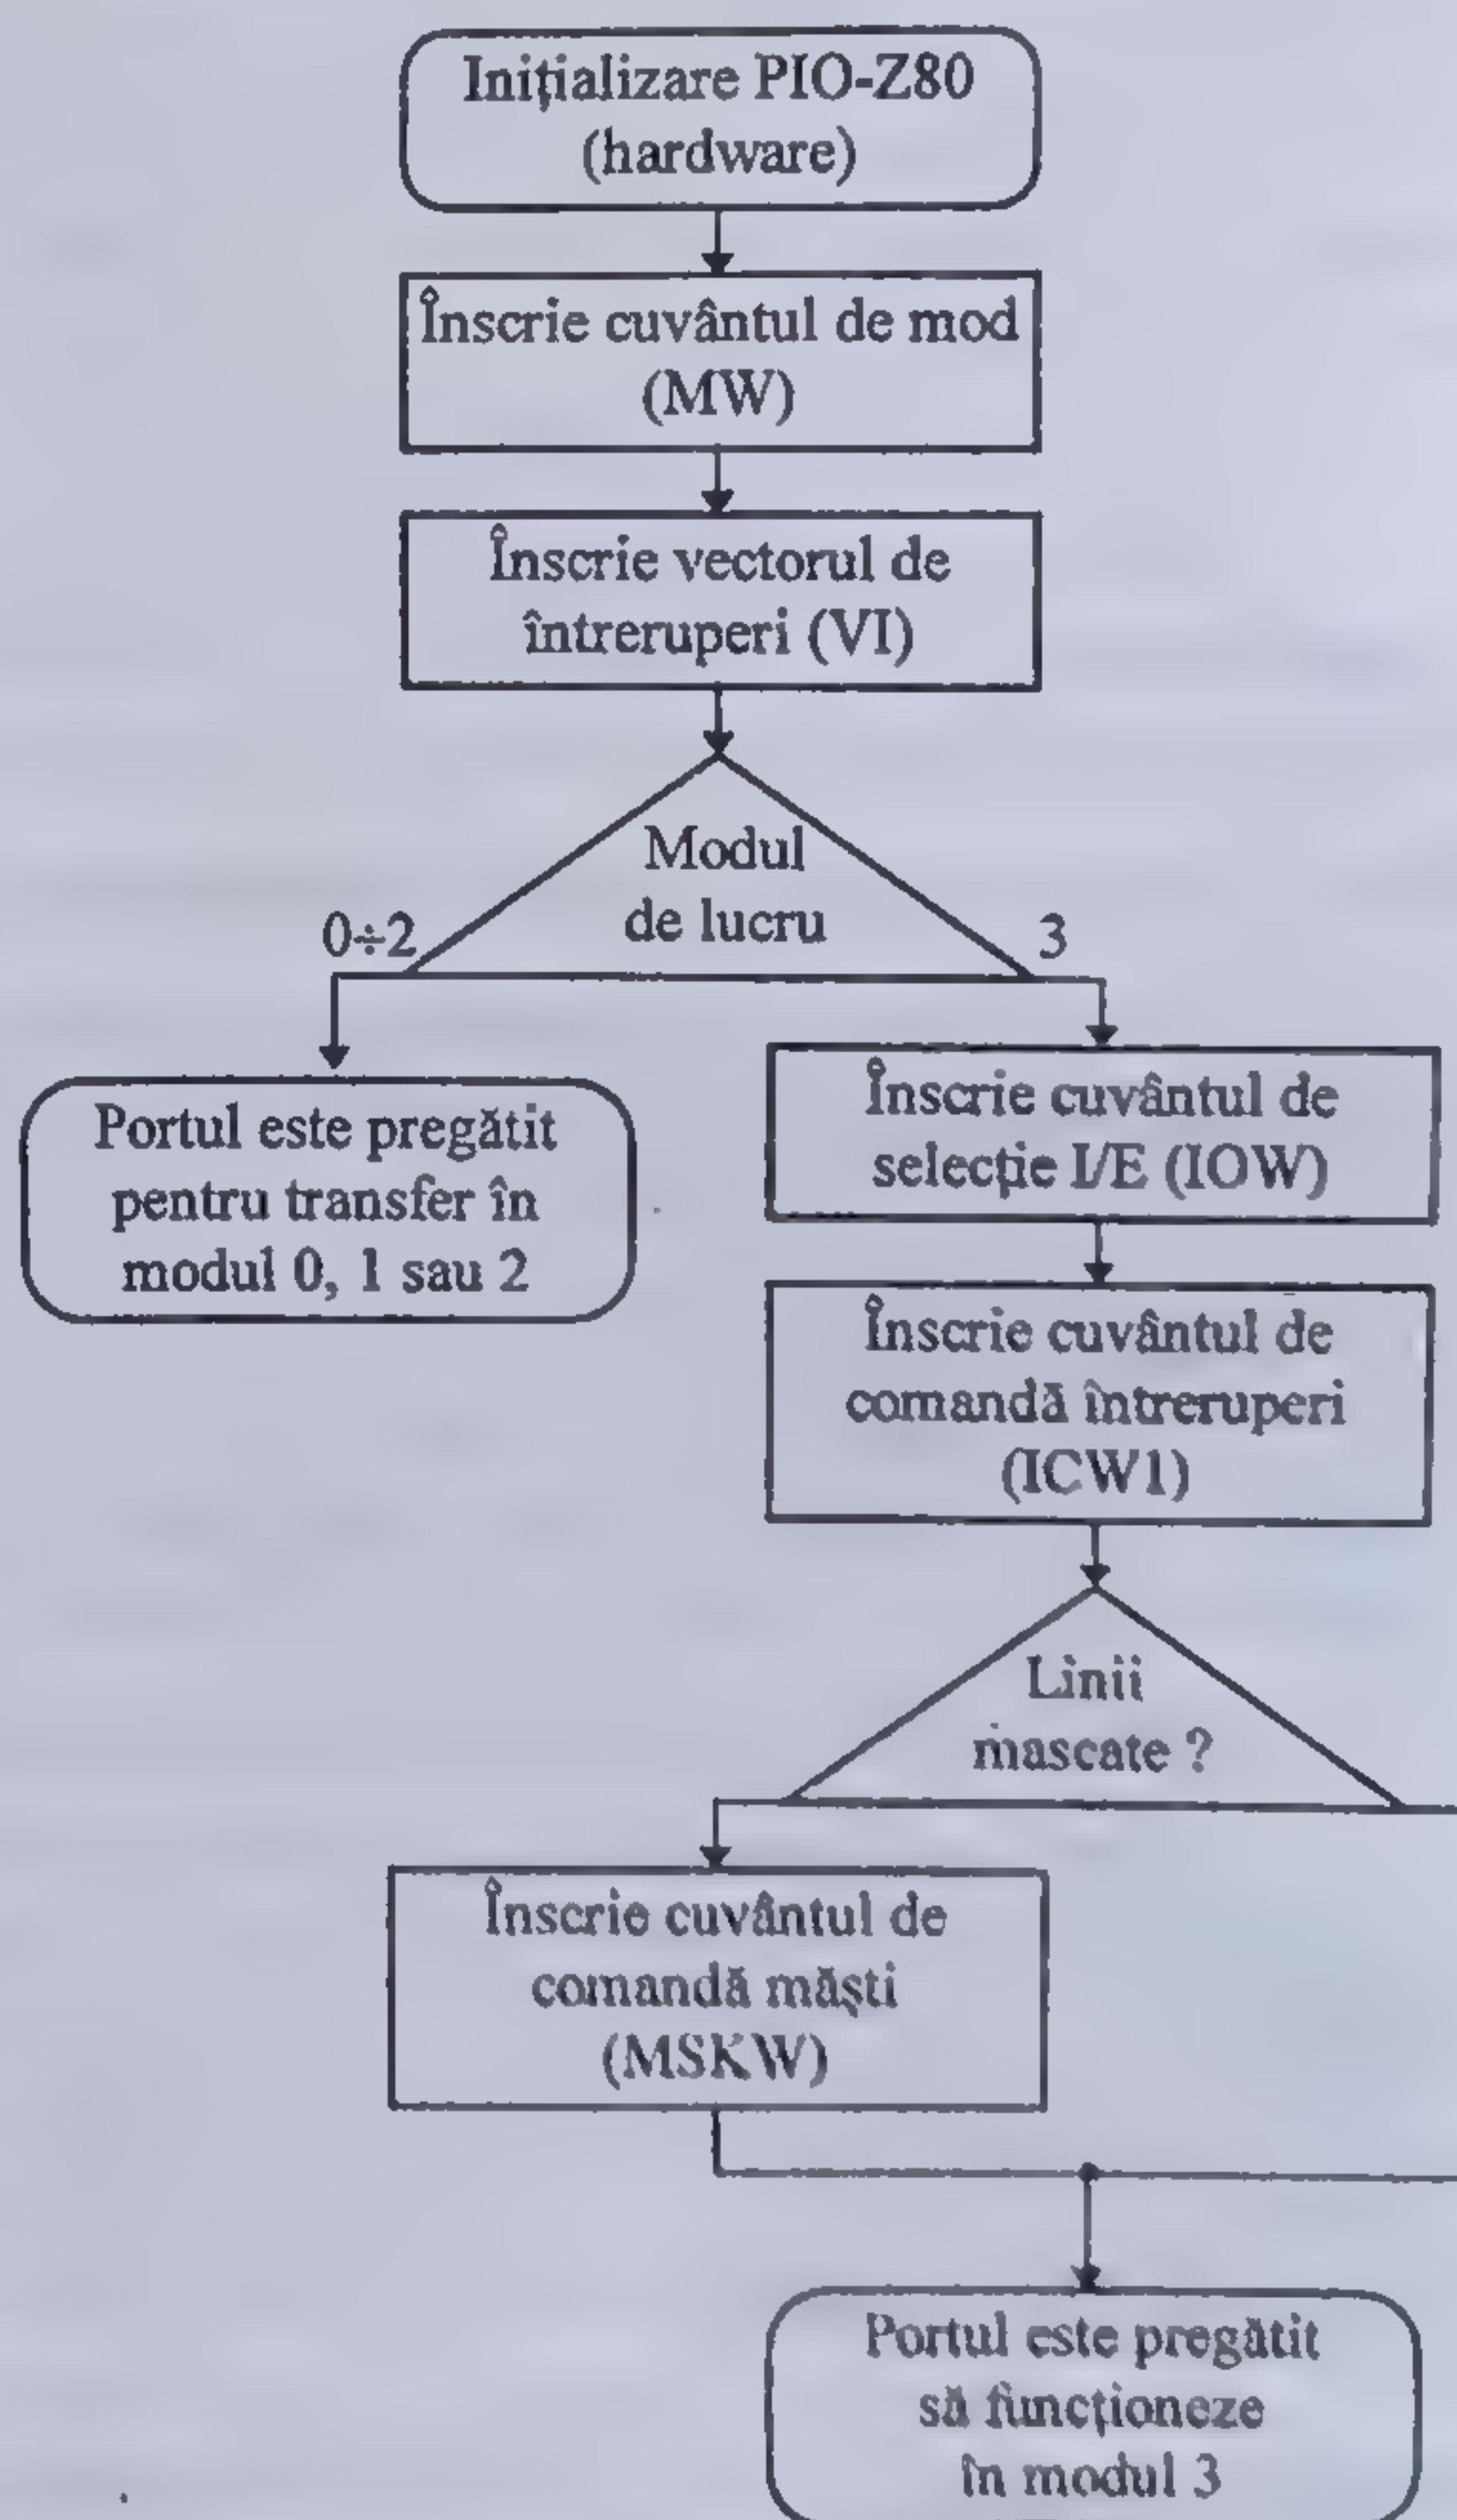 Inițializare PIO-Z80
(hardware)
Înscrie cuvântul de mod
(MW)
Înscrie vectorul de
întreruperi (VI)
Modul
de lucru
0÷2
3
Portul este pregătit
pentru transfer în
modul 0, 1 sau 2
Înscrie cuvântul de
selecție I/E (IOW)
Înscrie cuvântul de
comandă întreruperi
(ICW1)
Linii
mascate ?
Înscrie cuvântul de
comandă măști
(MSKW)
Portul este pregătit
să funcționeze
în modul 3